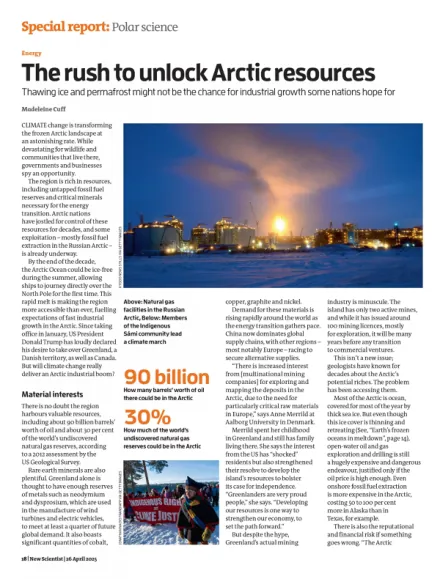 Special report: Polar science
Energy
The rush to unlock Arctic resources
Thawing ice and permafrost might not be the chance for industrial growth some nations hope for
Madeleine Cuff
CLIMATE change is transforming
the frozen Arctic landscape at
an astonishing rate. While
devastating for wildlife and
communities that live there,
governments and businesses
spy an opportunity.
The region is rich in resources,
including untapped fossil fuel
reserves and critical minerals
necessary for the energy
transition. Arctic nations
have jostled for control of these
resources for decades, and some
exploitation – mostly fossil fuel
extraction in the Russian Arctic –
is already underway.
By the end of the decade,
the Arctic Ocean could be ice-free
during the summer, allowing
ships to journey directly over the
North Pole for the first time. This
rapid melt is making the region
more accessible than ever, fuelling
expectations of fast industrial
growth in the Arctic. Since taking
office in January, US President
Donald Trump has loudly declared
his desire to take over Greenland, a
Danish territory, as well as Canada.
But will climate change really
deliver an Arctic industrial boom?
Material interests
There is no doubt the region
harbours valuable resources,
including about 90 billion barrels'
worth of oil and about 30 per cent
of the world's undiscovered
natural gas reserves, according
to a 2012 assessment by the
US Geological Survey.
Rare earth minerals are also
plentiful. Greenland alone is
thought to have enough reserves
of metals such as neodymium
and dysprosium, which are used
in the manufacture of wind
turbines and electric vehicles,
to meet at least a quarter of future
global demand. It also boasts
significant quantities of cobalt,
Above: Natural gas
facilities in the Russian
Arctic, Below: Members
of the Indigenous
Sámi community lead
a climate march
90 billion
How many barrels' worth of oil
there could be in the Arctic
30%
How much of the world's
undiscovered natural gas
reserves could be in the Arctic
INDIGENOUS RIGHTS
CLIMATE JUSTICE
copper, graphite and nickel.
Demand for these materials is
rising rapidly around the world as
the energy transition gathers pace.
China now dominates global
supply chains, with other regions –
most notably Europe – racing to
secure alternative supplies.
"There is increased interest
from [multinational mining
companies] for exploring and
mapping the deposits in the
Arctic, due to the need for
particularly critical raw materials
in Europe," says Anne Merrild at
Aalborg University in Denmark.
Merrild spent her childhood
in Greenland and still has family
living there. She says the interest
from the US has "shocked"
residents but also strengthened
their resolve to develop the
island's resources to bolster
its case for independence.
"Greenlanders are very proud
people," she says. "Developing
our resources is one way to
strengthen our economy, to
set the path forward."
But despite the hype,
Greenland's actual mining
industry is minuscule. The
island has only two active mines,
and while it has issued around
100 mining licences, mostly
for exploration, it will be many
years before any transition
to commercial ventures.
This isn't a new issue;
geologists have known for
decades about the Arctic's
potential riches. The problem
has been accessing them.
Most of the Arctic is ocean,
covered for most of the year by
thick sea ice. But even though
this ice cover is thinning and
retreating (See, "Earth's frozen
oceans in meltdown", page 14),
open-water oil and gas
exploration and drilling is still
a hugely expensive and dangerous
endeavour, justified only if the
oil price is high enough. Even
onshore fossil fuel extraction
is more expensive in the Arctic,
costing 50 to 100 per cent
more in Alaska than in
Texas, for example.
There is also the reputational
and financial risk if something
goes wrong. "The Arctic
18 | New Scientist | 26 April 2025